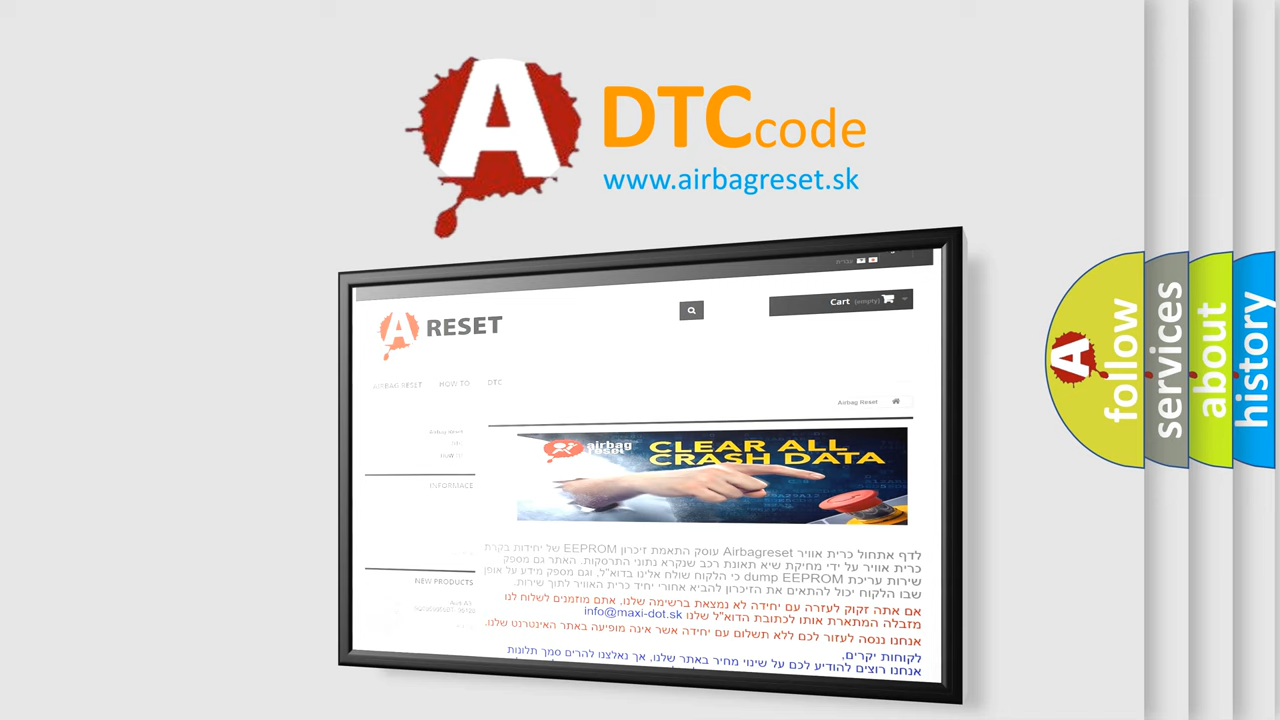 A
DTCcode
www.airbagreset.sk
עברית
Cart (empty)
A RESET
AIRBAG RESET HOW TO DTC
Airbag Reset
Airbag Reset
HOW TO
INFORMACE
NEW PRODUCTS
airbag
reset
CLEAR ALL
CRASH DATA
לדף אתחול כרית אוויר Airbagreset עוסק התאמת זיכרון EEPROM של יחידות בקרת
כרית אוויר על ידי מחיקת שיא תאונת רכב שנקרא נתוני התרסקות. האתר גם מספק
שירות עריכת dump EEPROM כי הלקוח שולח אלינו בדוא"ל, וגם מספק מידע על אופן
שבו הלקוח יכול להתאים את הזיכרון להביא אחורי יחיד כרית האוויר לתוך שירות.
אם אתה זקוק לעזרה עם יחידה לא נמצאת ברשימה שלנו, אתם מוזמנים לשלוח לנו
מזבלה המתארת אותו לכתובת הדוא"ל שלנו info@maxi-dot.sk
אנחנו ננסה לעזור לכם ללא תשלום עם יחידה אשר אינה מופיעה באתר האינטרנט שלנו.
לקוחות יקרים,
אנחנו רוצים להודיע לכם על שינוי מחיר באתר שלנו, אך נאלצנו להרים סמך תלונות
A
follow
services
about
history